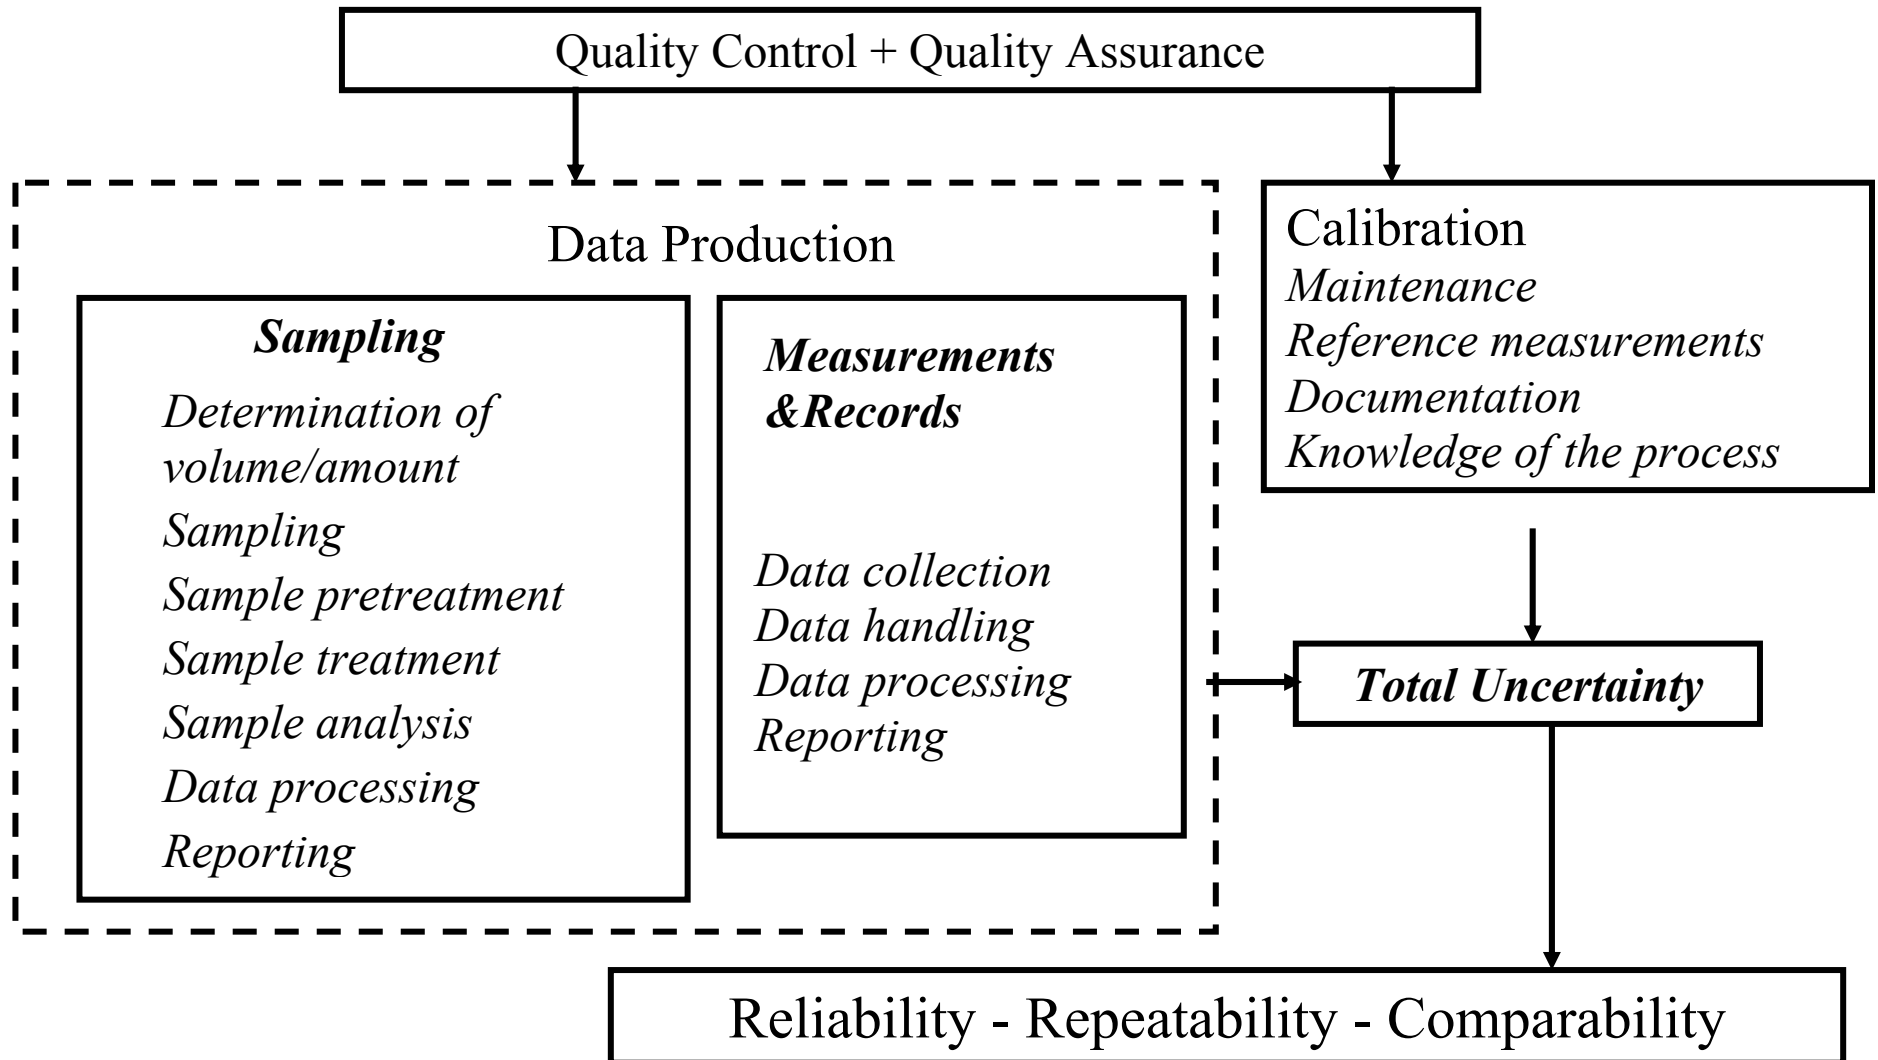 Quality Control + Quality Assurance
Data Production
Sampling
Determination of
volume/amount
Sampling
Sample pretreatment
Sample treatment
Sample analysis
Data processing
Reporting
Measurements
&Records
Data collection
Data handling
Data processing
Reporting
Calibration
Maintenance
Reference measurements
Documentation
Knowledge of the process
Total Uncertainty
Reliability - Repeatability - Comparability